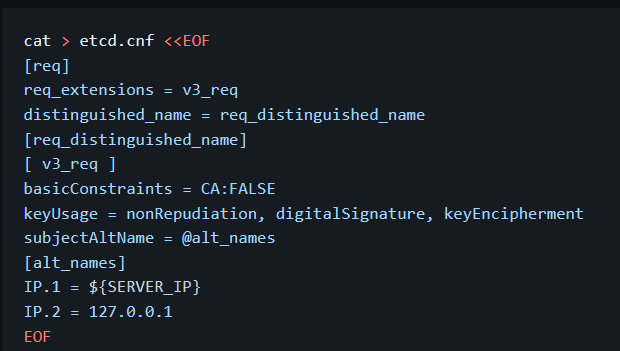 cat > etcd.cnf <<EOF
[req]
req_extensions = v3_req
distinguished_name = req_distinguished_name
[req_distinguished_name]
[ v3_req ]
basicConstraints = CA:FALSE
keyUsage = nonRepudiation, digitalSignature, keyEncipherment
subjectAltName = @alt_names
[alt_names]
IP.1 = ${SERVER_IP}
IP.2 = 127.0.0.1
EOF